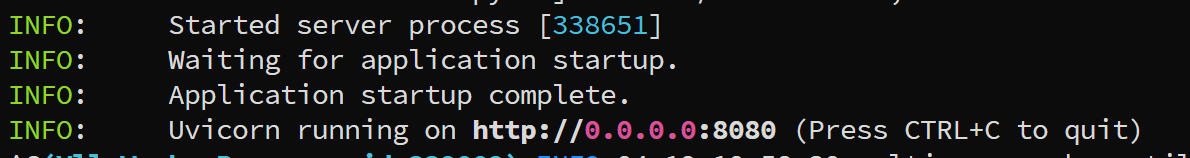 INFO:     Started server process [338651]
INFO:     Waiting for application startup.
INFO:     Application startup complete.
INFO:     Uvicorn running on http://0.0.0.0:8080 (Press CTRL+C to quit)